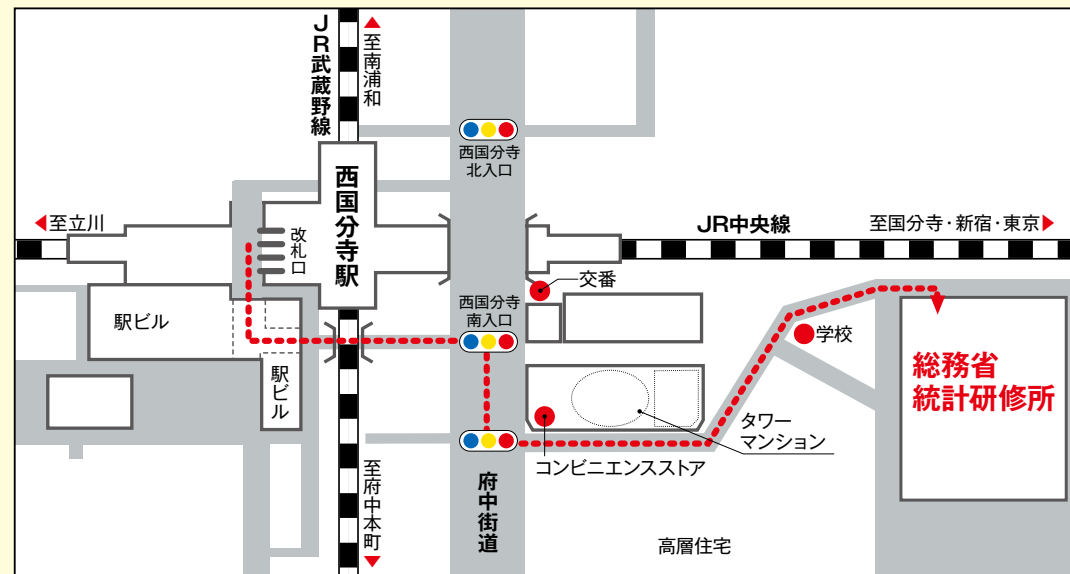 JR武蔵野線
至南浦和
西国分寺
北入口
西国分寺駅
至立川
改札口
JR中央線
至国分寺・新宿・東京
交番
駅ビル
西国分寺
南入口
学校
駅ビル
総務省
統計研修所
タワー
マンション
コンビニエンスストア
至府中本町
府中街道
高層住宅